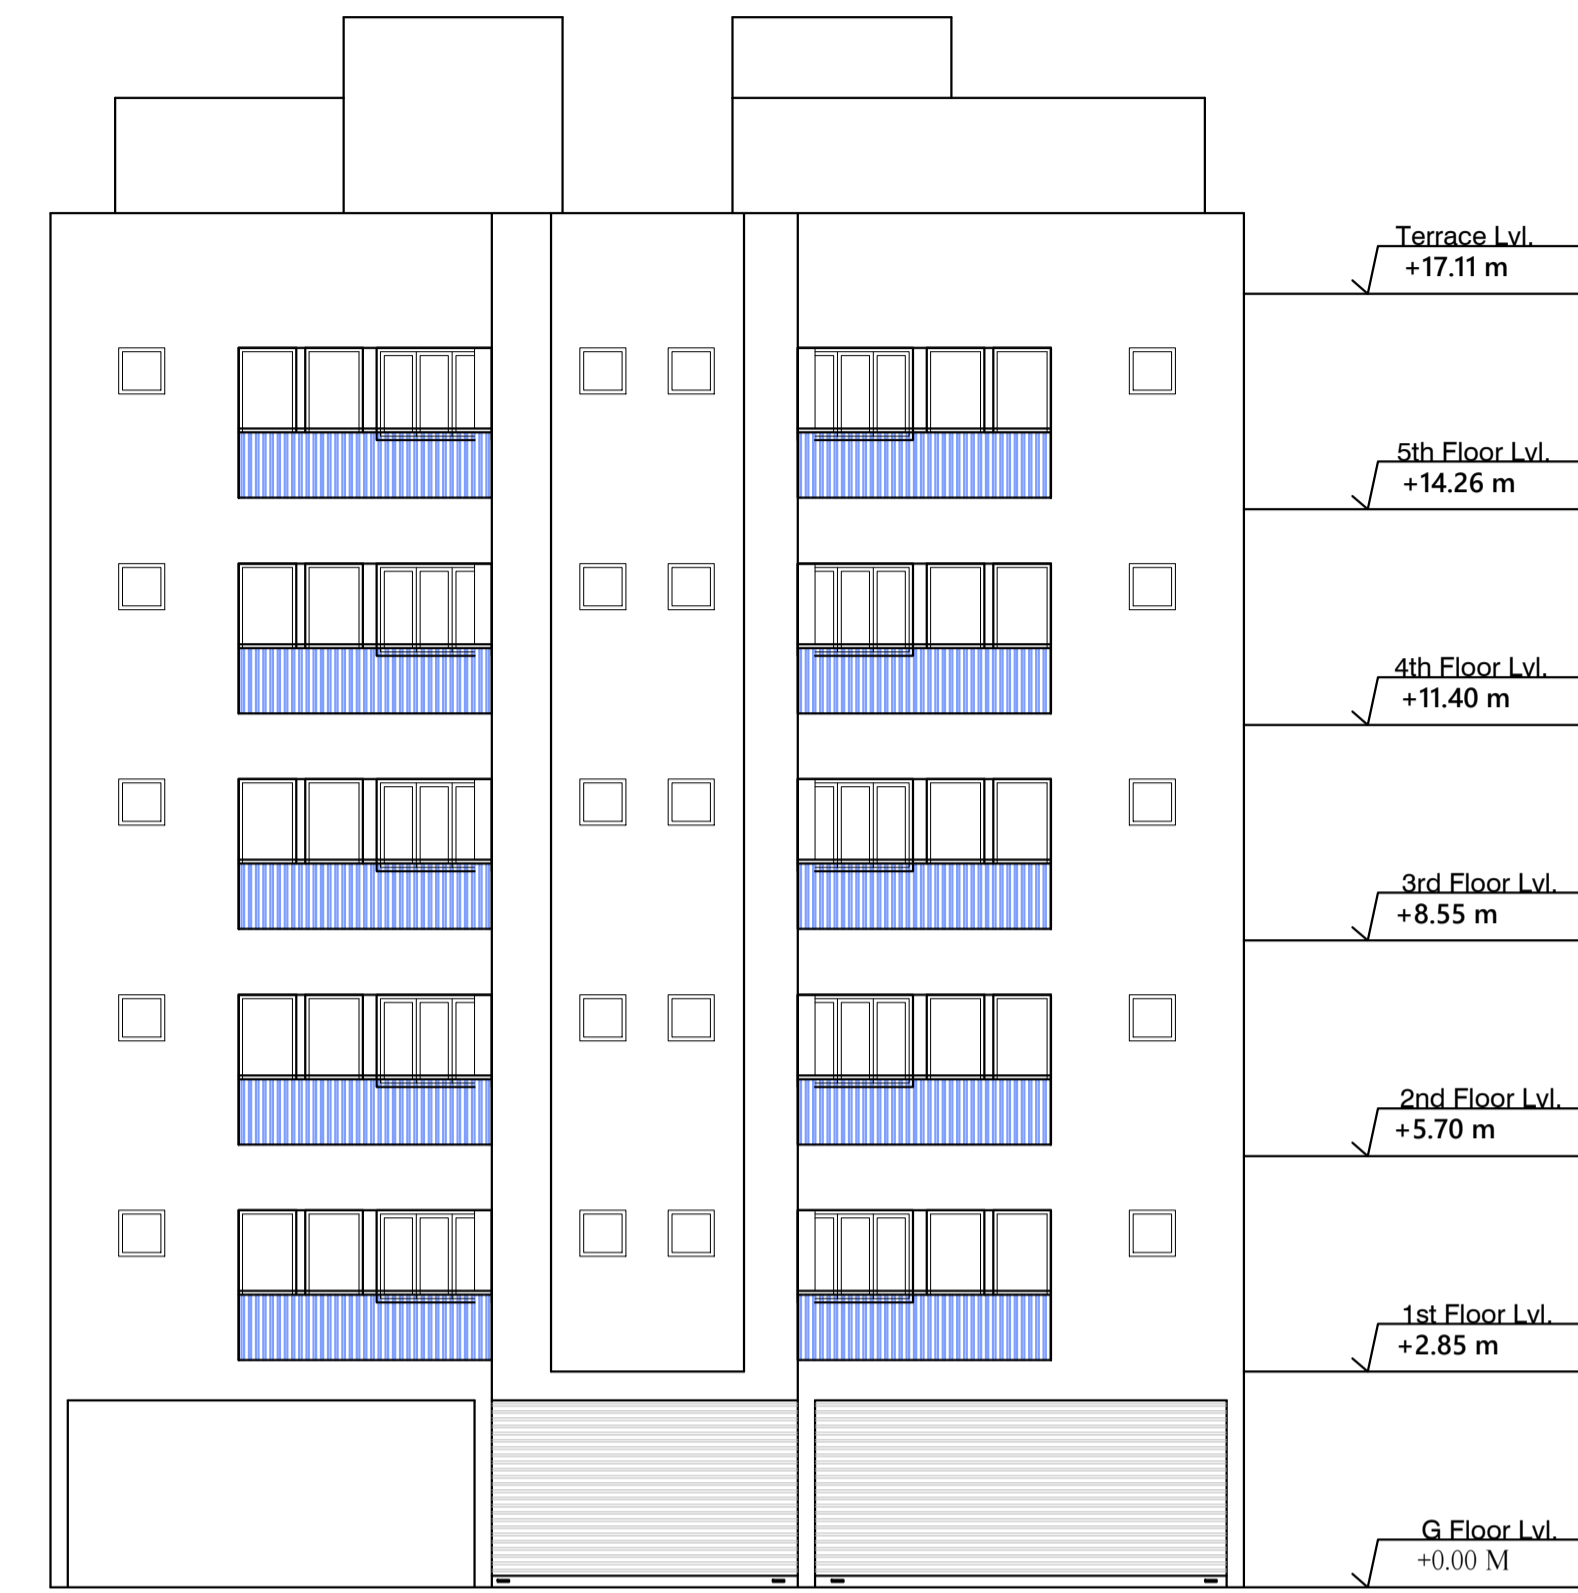 Terrace Lvl.
+17.11 m
5th Floor Lvl.
+14.26 m
4th Floor Lvl.
+11.40 m
3rd Floor Lvl.
+8.55 m
2nd Floor Lvl.
+5.70 m
1st Floor Lvl.
+2.85 m
G Floor Lvl.
+0.00 M